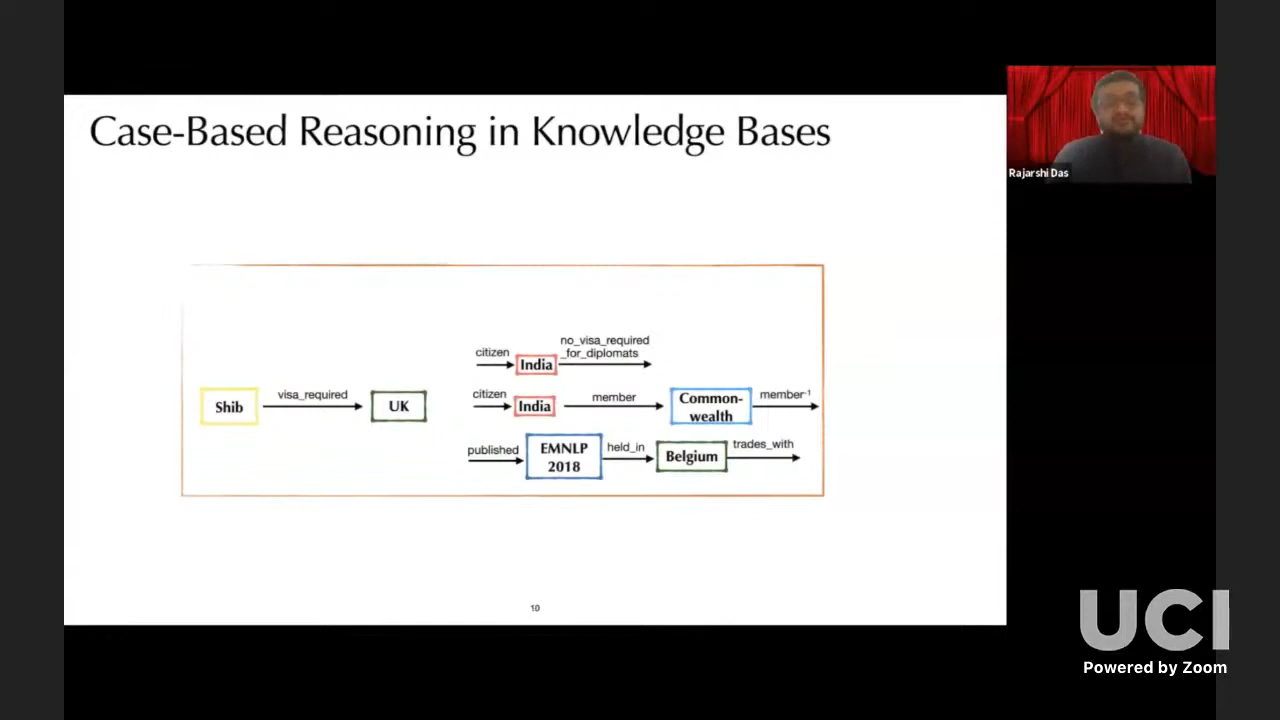 Case-Based Reasoning in Knowledge Bases
Rajarshi Das
no_visa_required
citizen
_for_diplomats
India
visa_required
citizen
member
member⁻¹
Shib
UK
India
Common-
wealth
published
EMNLP
2018
held_in
Belgium
trades_with
10
UCI
Powered by Zoom